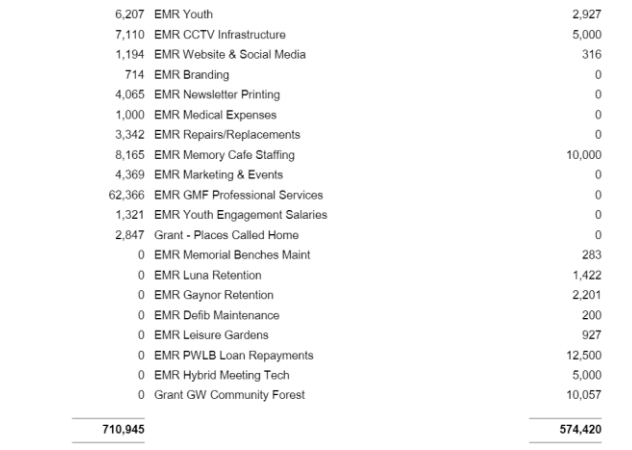 6,207 EMR Youth 2,927
7,110 EMR CCTV Infrastructure 5,000
1,194 EMR Website & Social Media 316
714 EMR Branding 0
4,065 EMR Newsletter Printing 0
1,000 EMR Medical Expenses 0
3,342 EMR Repairs/Replacements 0
8,165 EMR Memory Cafe Staffing 10,000
4,369 EMR Marketing & Events 0
62,366 EMR GMF Professional Services 0
1,321 EMR Youth Engagement Salaries 0
2,847 Grant - Places Called Home 0
0 EMR Memorial Benches Maint 283
0 EMR Luna Retention 1,422
0 EMR Gaynor Retention 2,201
0 EMR Defib Maintenance 200
0 EMR Leisure Gardens 927
0 EMR PWLB Loan Repayments 12,500
0 EMR Hybrid Meeting Tech 5,000
0 Grant GW Community Forest 10,057
710,945 574,420